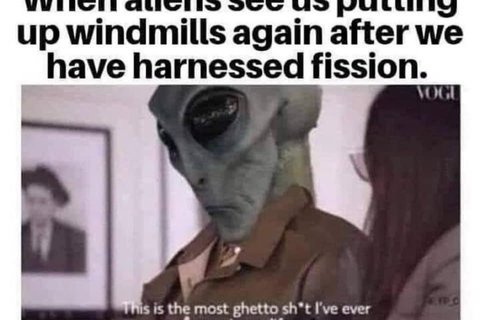 When aliens see us putting
up windmills again after we
have harnessed fission.
VOGUE
This is the most ghetto sh*t I've ever